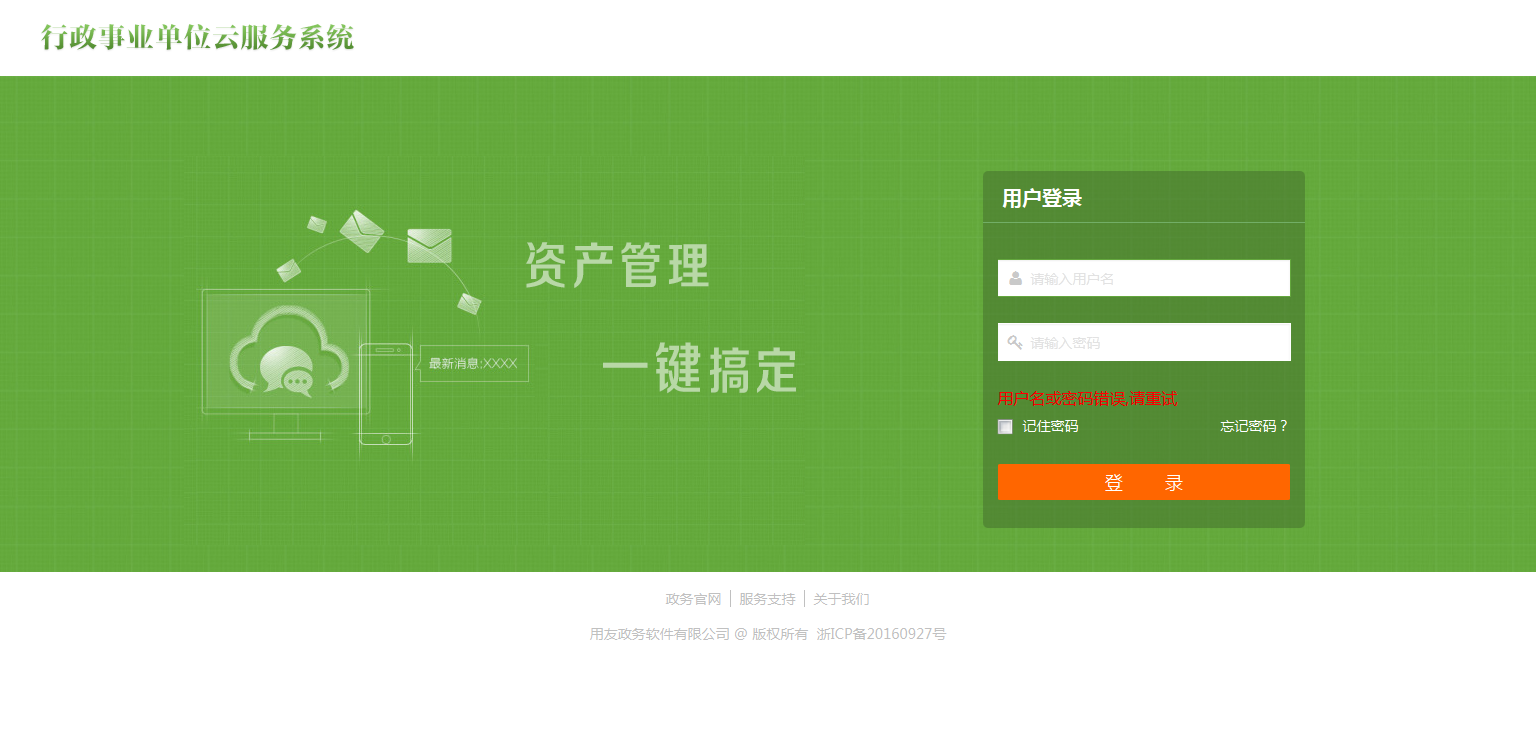 行政事业单位云服务系统
资产管理
一键搞定
最新消息:XXXX
用户登录
请输入用户名
请输入密码
用户名或密码错误,请重试
记住密码 忘记密码？
登 录
政务官网 | 服务支持 | 关于我们
用友政务软件有限公司 @ 版权所有 浙ICP备20160927号